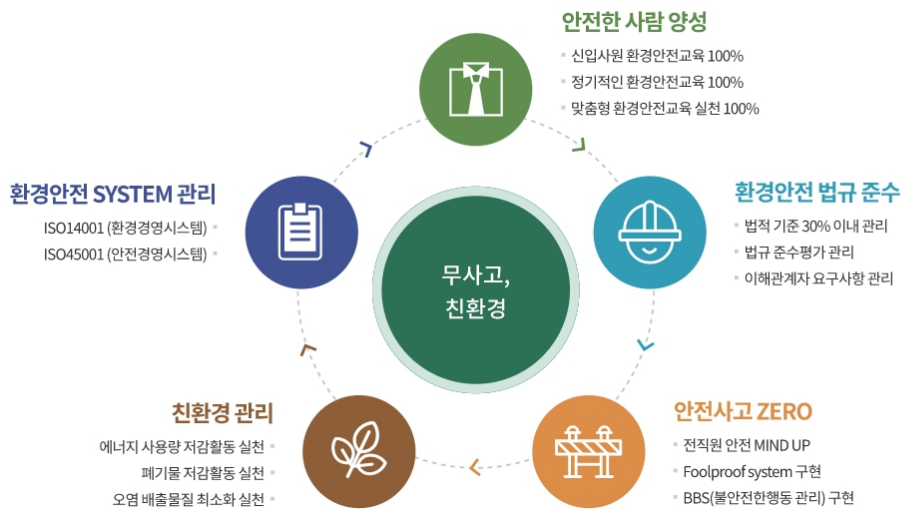 안전한 사람 양성
신입사원 환경안전교육 100%
정기적인 환경안전교육 100%
맞춤형 환경안전교육 실천 100%
환경안전 법규 준수
법적 기준 30% 이내 관리
법규 준수평가 관리
이해관계자 요구사항 관리
안전사고 ZERO
전직원 안전 MIND UP
Foolproof system 구현
BBS(불안전한행동 관리) 구현
친환경 관리
에너지 사용량 저감활동 실천
폐기물 저감활동 실천
오염 배출물질 최소화 실천
환경안전 SYSTEM 관리
ISO14001 (환경경영시스템)
ISO45001 (안전경영시스템)
무사고,
친환경